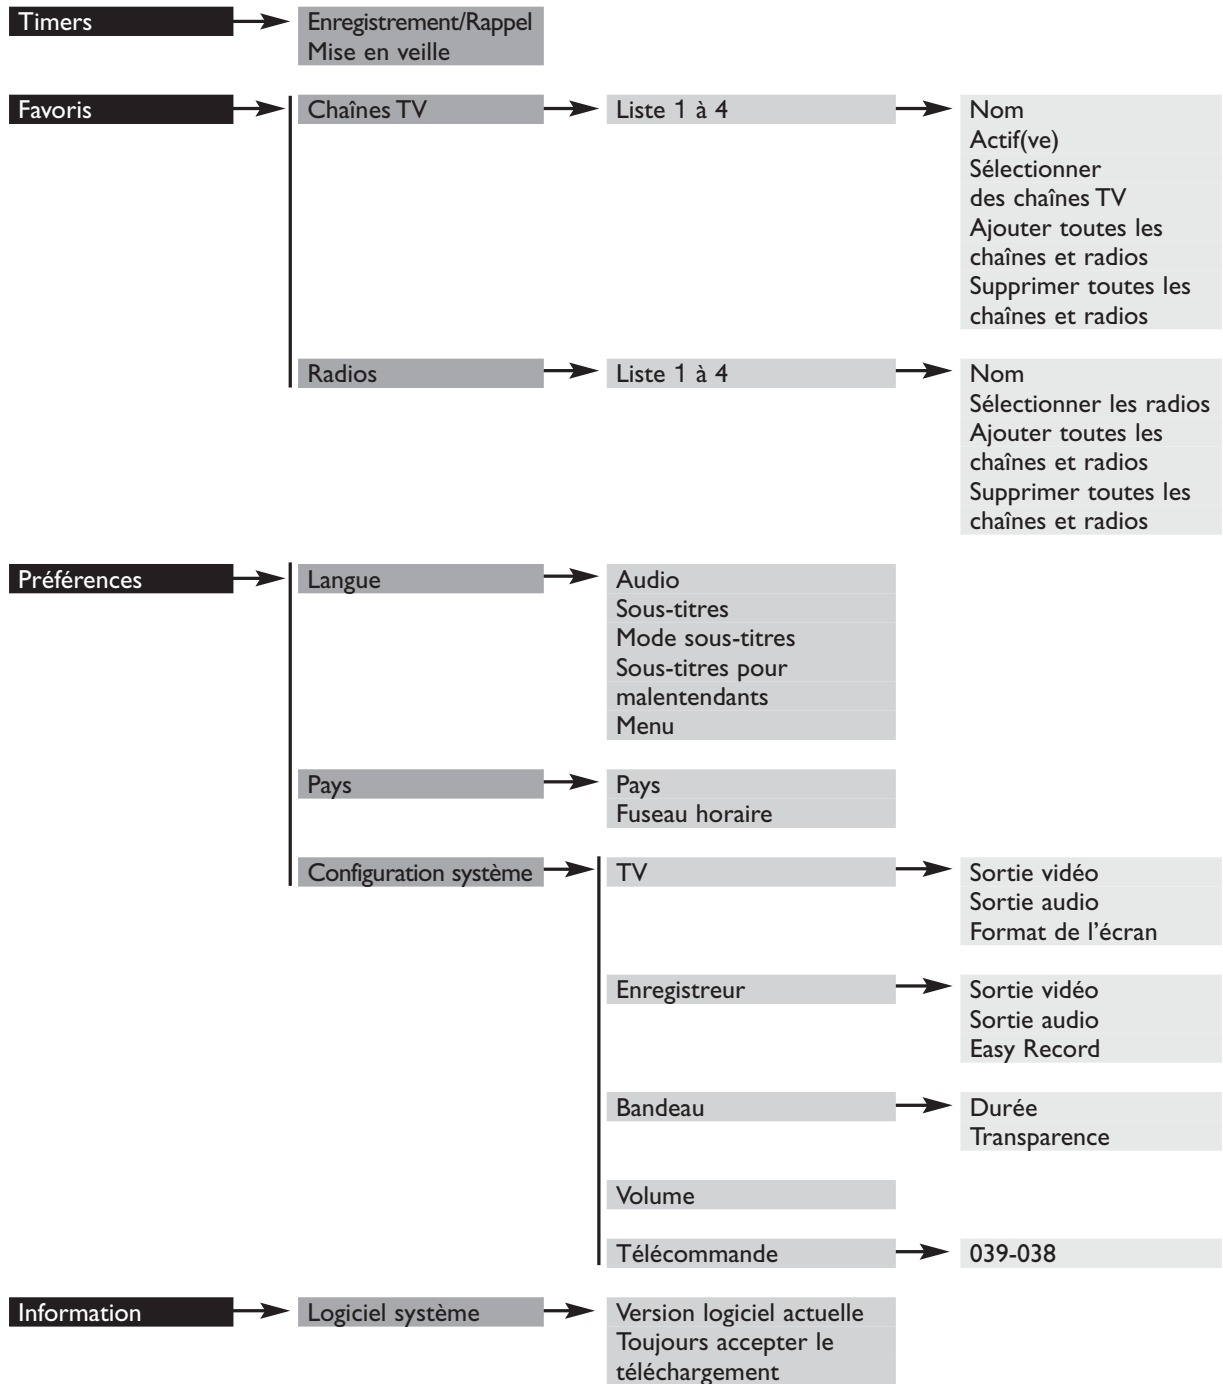 Timers
Enregistrement/Rappel
Mise en veille
Favoris
Chaînes TV
Liste 1 à 4
Nom
Actif(ve)
Sélectionner
des chaînes TV
Ajouter toutes les
chaînes et radios
Supprimer toutes les
chaînes et radios
Radios
Liste 1 à 4
Nom
Sélectionner les radios
Ajouter toutes les
chaînes et radios
Supprimer toutes les
chaînes et radios
Préférences
Langue
Audio
Sous-titres
Mode sous-titres
Sous-titres pour
malentendants
Menu
Pays
Pays
Fuseau horaire
Configuration système
TV
Sortie vidéo
Sortie audio
Format de l’écran
Enregistreur
Sortie vidéo
Sortie audio
Easy Record
Bandeau
Durée
Transparence
Volume
Télécommande
039-038
Information
Logiciel système
Version logiciel actuelle
Toujours accepter le
téléchargement